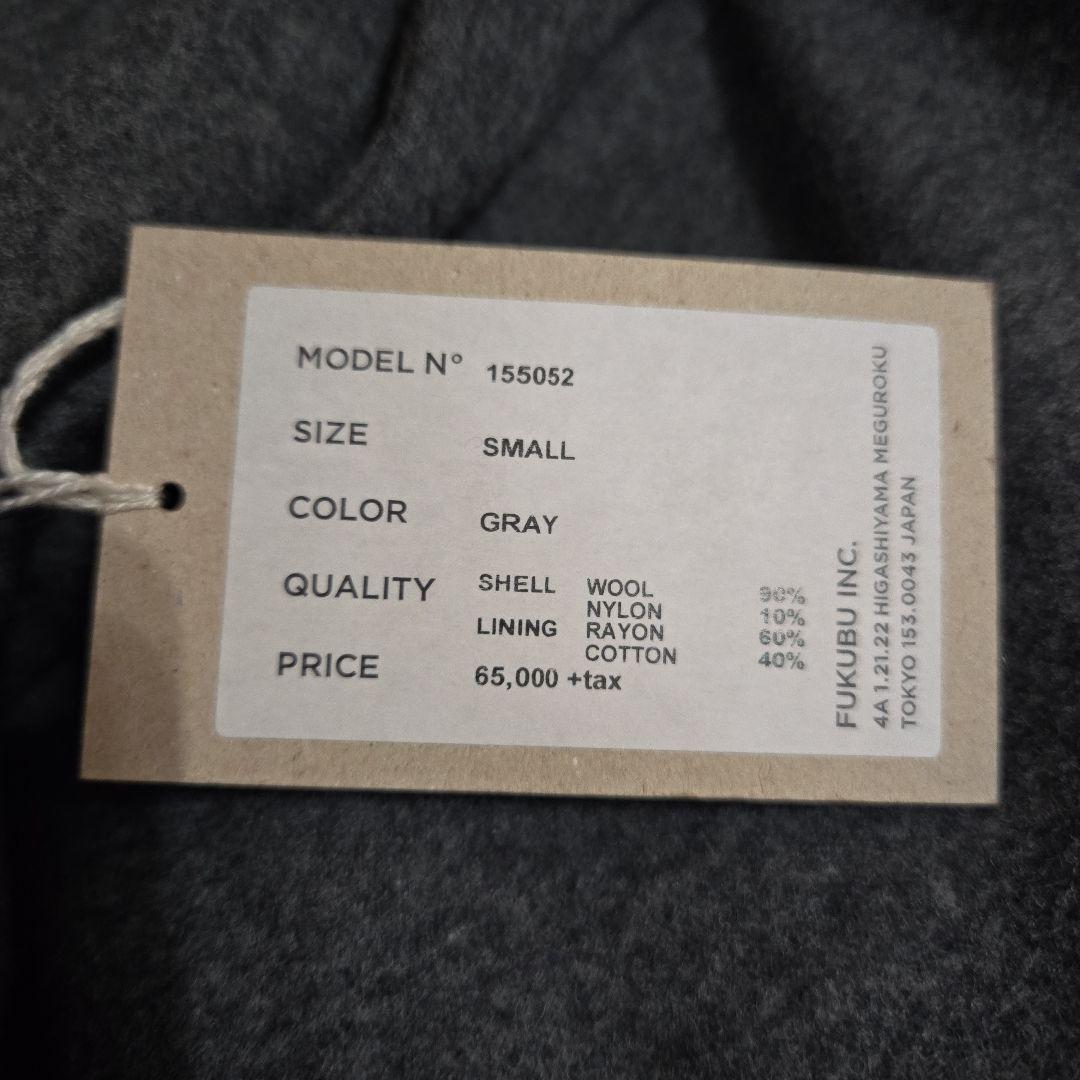 MODEL N° 155052
SIZE SMALL
COLOR GRAY
QUALITY SHELL WOOL 90%
NYLON 10%
LINING RAYON 60%
COTTON 40%
PRICE 65,000 +tax
FUKUBU INC.
4A 1.21.22 HIGASHIYAMA MEGUROKU
TOKYO 153.0043 JAPAN